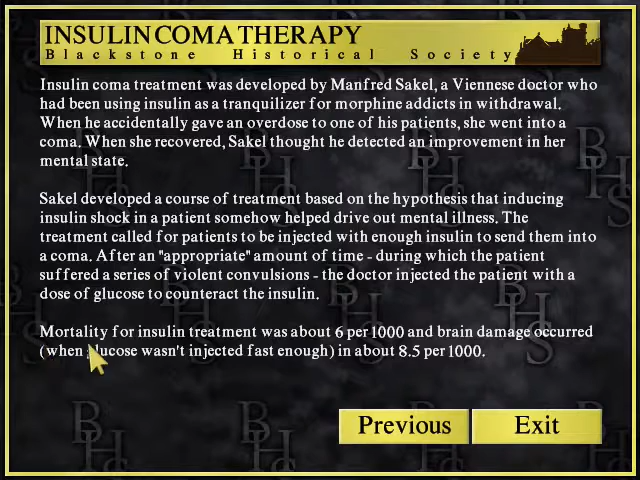 INSULIN COMA THERAPY
Blackstone Historical Society
Insulin coma treatment was developed by Manfred Sakel, a Viennese doctor who
had been using insulin as a tranquilizer for morphine addicts in withdrawal.
When he accidentally gave an overdose to one of his patients, she went into a
coma. When she recovered, Sakel thought he detected an improvement in her
mental state.
Sakel developed a course of treatment based on the hypothesis that inducing
insulin shock in a patient somehow helped drive out mental illness. The
treatment called for patients to be injected with enough insulin to send them into
a coma. After an "appropriate" amount of time - during which the patient
suffered a series of violent convulsions - the doctor injected the patient with a
dose of glucose to counteract the insulin.
Mortality for insulin treatment was about 6 per 1000 and brain damage occurred
(when glucose wasn't injected fast enough) in about 8.5 per 1000.
Previous Exit